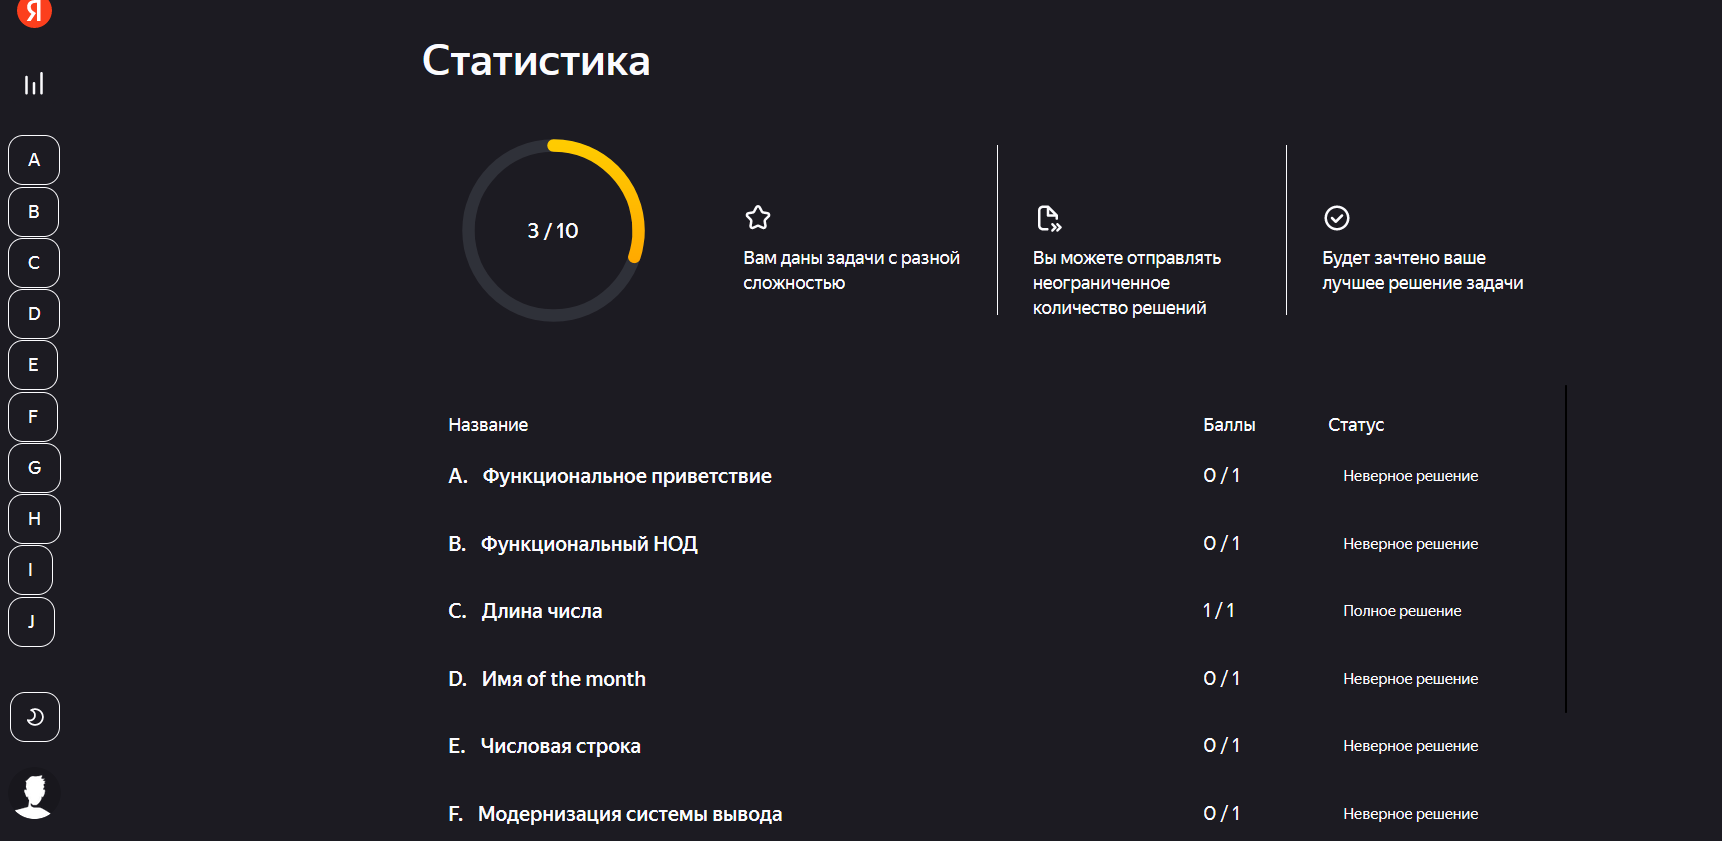 Я
Статистика
A
B
C
D
E
F
G
H
I
J
3 / 10
Вам даны задачи с разной
сложностью
Вы можете отправлять
неограниченное
количество решений
Будет зачтено ваше
лучшее решение задачи
Название Баллы Статус
A. Функциональное приветствие 0 / 1 Неверное решение
B. Функциональный НОД 0 / 1 Неверное решение
C. Длина числа 1 / 1 Полное решение
D. Имя of the month 0 / 1 Неверное решение
E. Числовая строка 0 / 1 Неверное решение
F. Модернизация системы вывода 0 / 1 Неверное решение